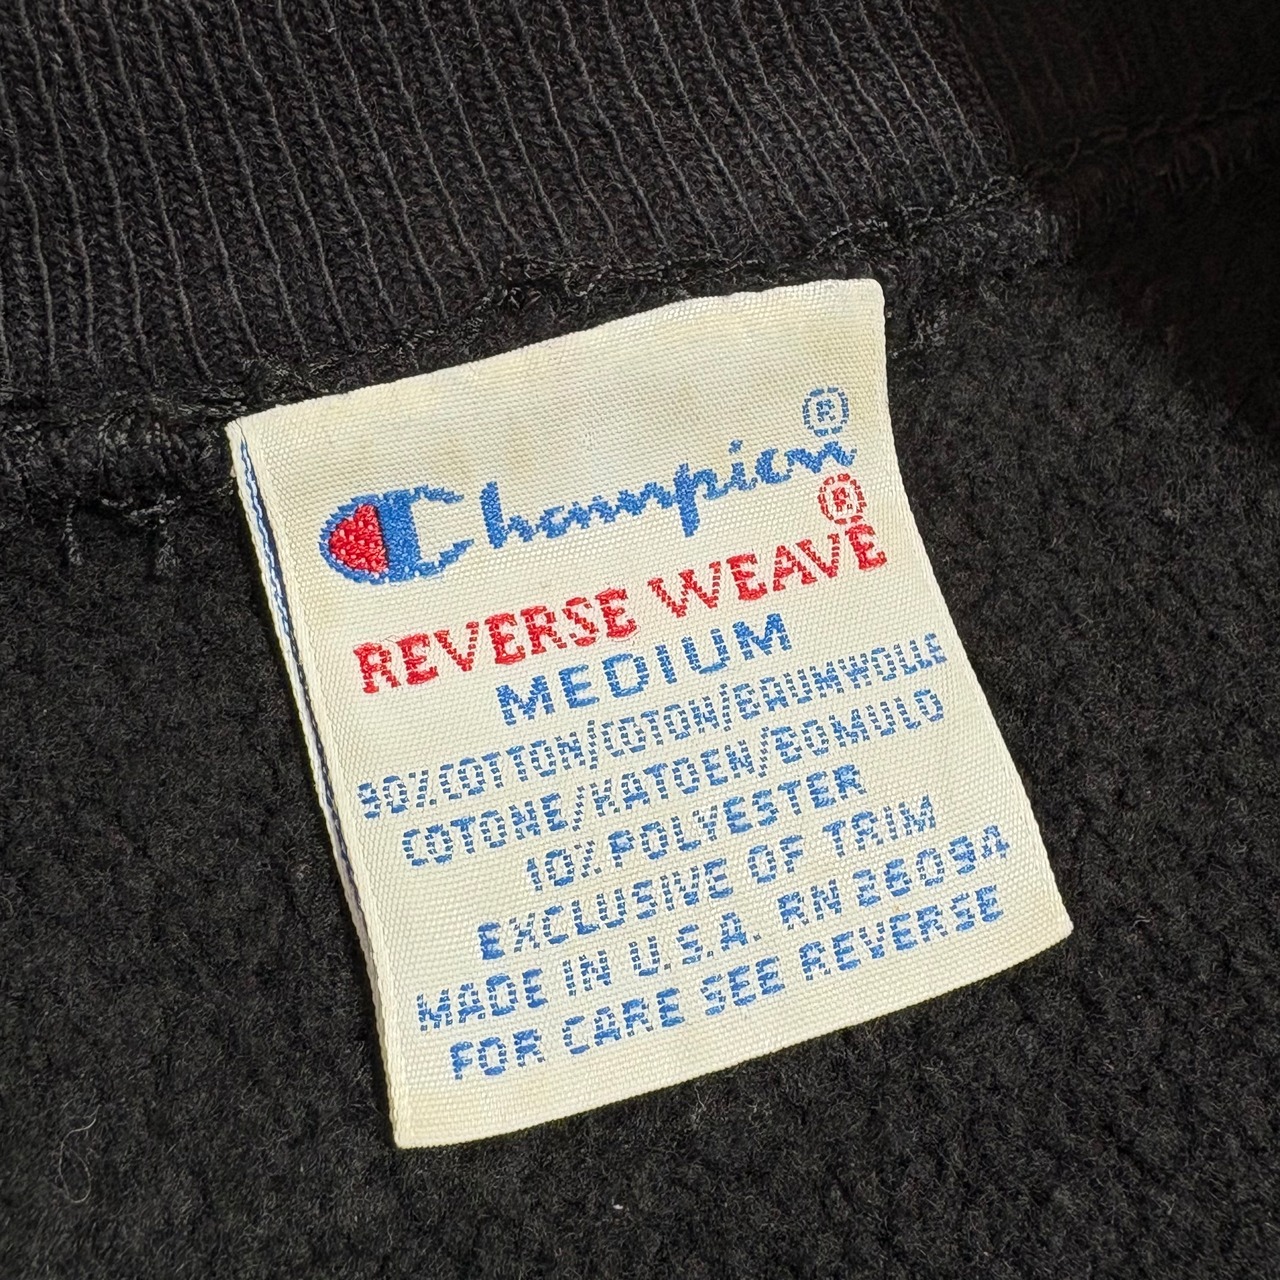 Champion®
REVERSE WEAVE®
MEDIUM
90%COTTON/COTON/BAUMWOLLE
COTONE/KATOEN/BOMULD
10% POLYESTER
EXCLUSIVE OF TRIM
MADE IN U.S.A. RN 26094
FOR CARE SEE REVERSE